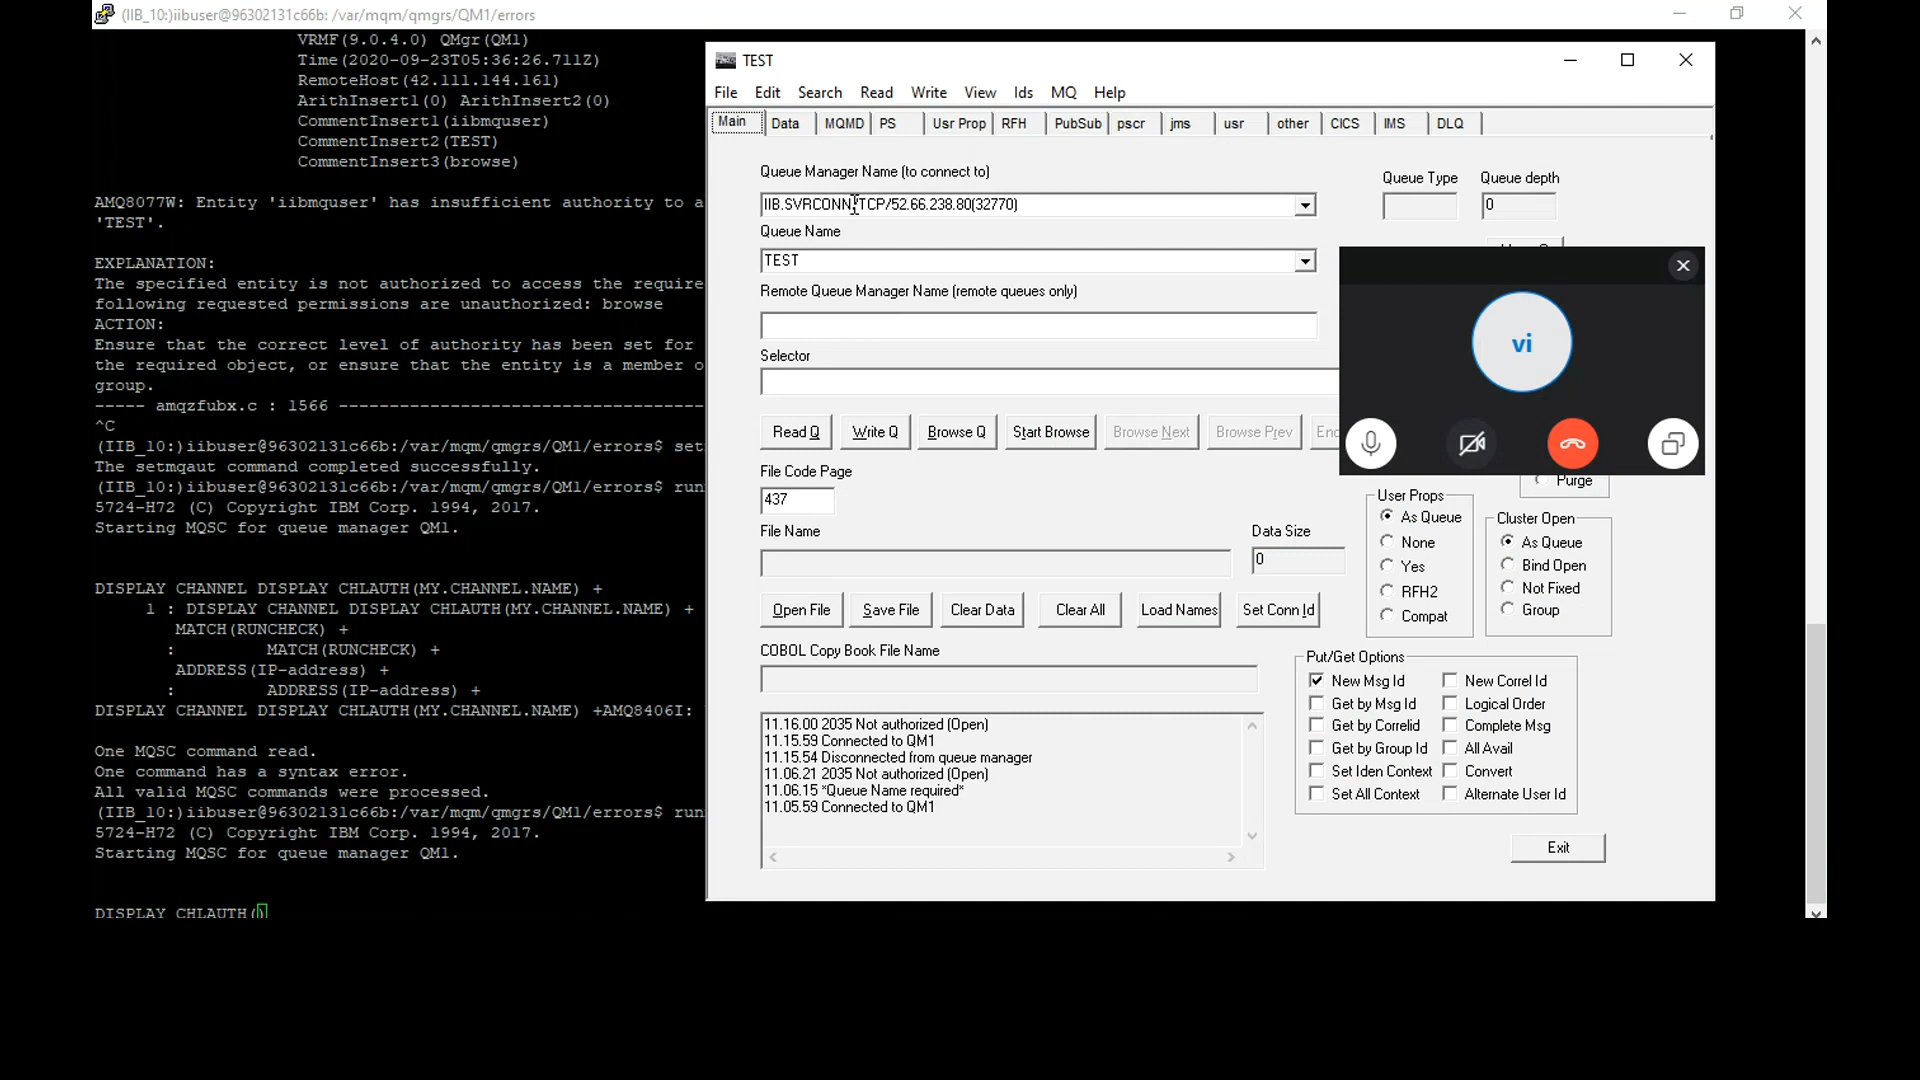 (IIB_10:)iibuser@96302131c66b: /var/mqm/qmgrs/QM1/errors
VRMF(9.0.4.0) QMgr(QM1)
Time(2020-09-23T05:36:26.711Z)
RemoteHost(42.111.144.161)
ArithInsert1(0) ArithInsert2(0)
CommentInsert1(iibmquser)
CommentInsert2(TEST)
CommentInsert3(browse)
AMQ8077W: Entity 'iibmquser' has insufficient authority to a
'TEST'.
EXPLANATION:
The specified entity is not authorized to access the require
following requested permissions are unauthorized: browse
ACTION:
Ensure that the correct level of authority has been set for
the required object, or ensure that the entity is a member o
group.
----- amqzfubx.c : 1566 ------------------------------------
^C
(IIB_10:)iibuser@96302131c66b:/var/mqm/qmgrs/QM1/errors$ set
The setmqaut command completed successfully.
(IIB_10:)iibuser@96302131c66b:/var/mqm/qmgrs/QM1/errors$ run
5724-H72 (C) Copyright IBM Corp. 1994, 2017.
Starting MQSC for queue manager QM1.
DISPLAY CHANNEL DISPLAY CHLAUTH(MY.CHANNEL.NAME) +
1 : DISPLAY CHANNEL DISPLAY CHLAUTH(MY.CHANNEL.NAME) +
MATCH(RUNCHECK) +
: MATCH(RUNCHECK) +
ADDRESS(IP-address) +
: ADDRESS(IP-address) +
DISPLAY CHANNEL DISPLAY CHLAUTH(MY.CHANNEL.NAME) +AMQ8406I:
One MQSC command read.
One command has a syntax error.
All valid MQSC commands were processed.
(IIB_10:)iibuser@96302131c66b:/var/mqm/qmgrs/QM1/errors$ run
5724-H72 (C) Copyright IBM Corp. 1994, 2017.
Starting MQSC for queue manager QM1.
DISPLAY CHLAUTH()
TEST
File Edit Search Read Write View Ids MQ Help
Main Data MQMD PS Usr Prop RFH PubSub pscr jms usr other CICS IMS DLQ
Queue Manager Name (to connect to)
Queue Type Queue depth
IIB.SVRCONN/TCP/52.66.238.80(32770)
0
Queue Name
TEST
Remote Queue Manager Name (remote queues only)
Selector
vi
Read Q Write Q Browse Q Start Browse Browse Next Browse Prev
File Code Page
437
Purge
File Name
Data Size
0
User Props
As Queue
None
Yes
RFH2
Compat
Cluster Open
As Queue
Bind Open
Not Fixed
Group
Open File Save File Clear Data Clear All Load Names Set Conn Id
COBOL Copy Book File Name
Put/Get Options
New Msg Id New Correl Id
Get by Msg Id Logical Order
Get by Correlid Complete Msg
Get by Group Id All Avail
Set Iden Context Convert
Set All Context Alternate User Id
11.16.00 2035 Not authorized (Open)
11.15.59 Connected to QM1
11.15.54 Disconnected from queue manager
11.06.21 2035 Not authorized (Open)
11.06.15 *Queue Name required*
11.05.59 Connected to QM1
Exit